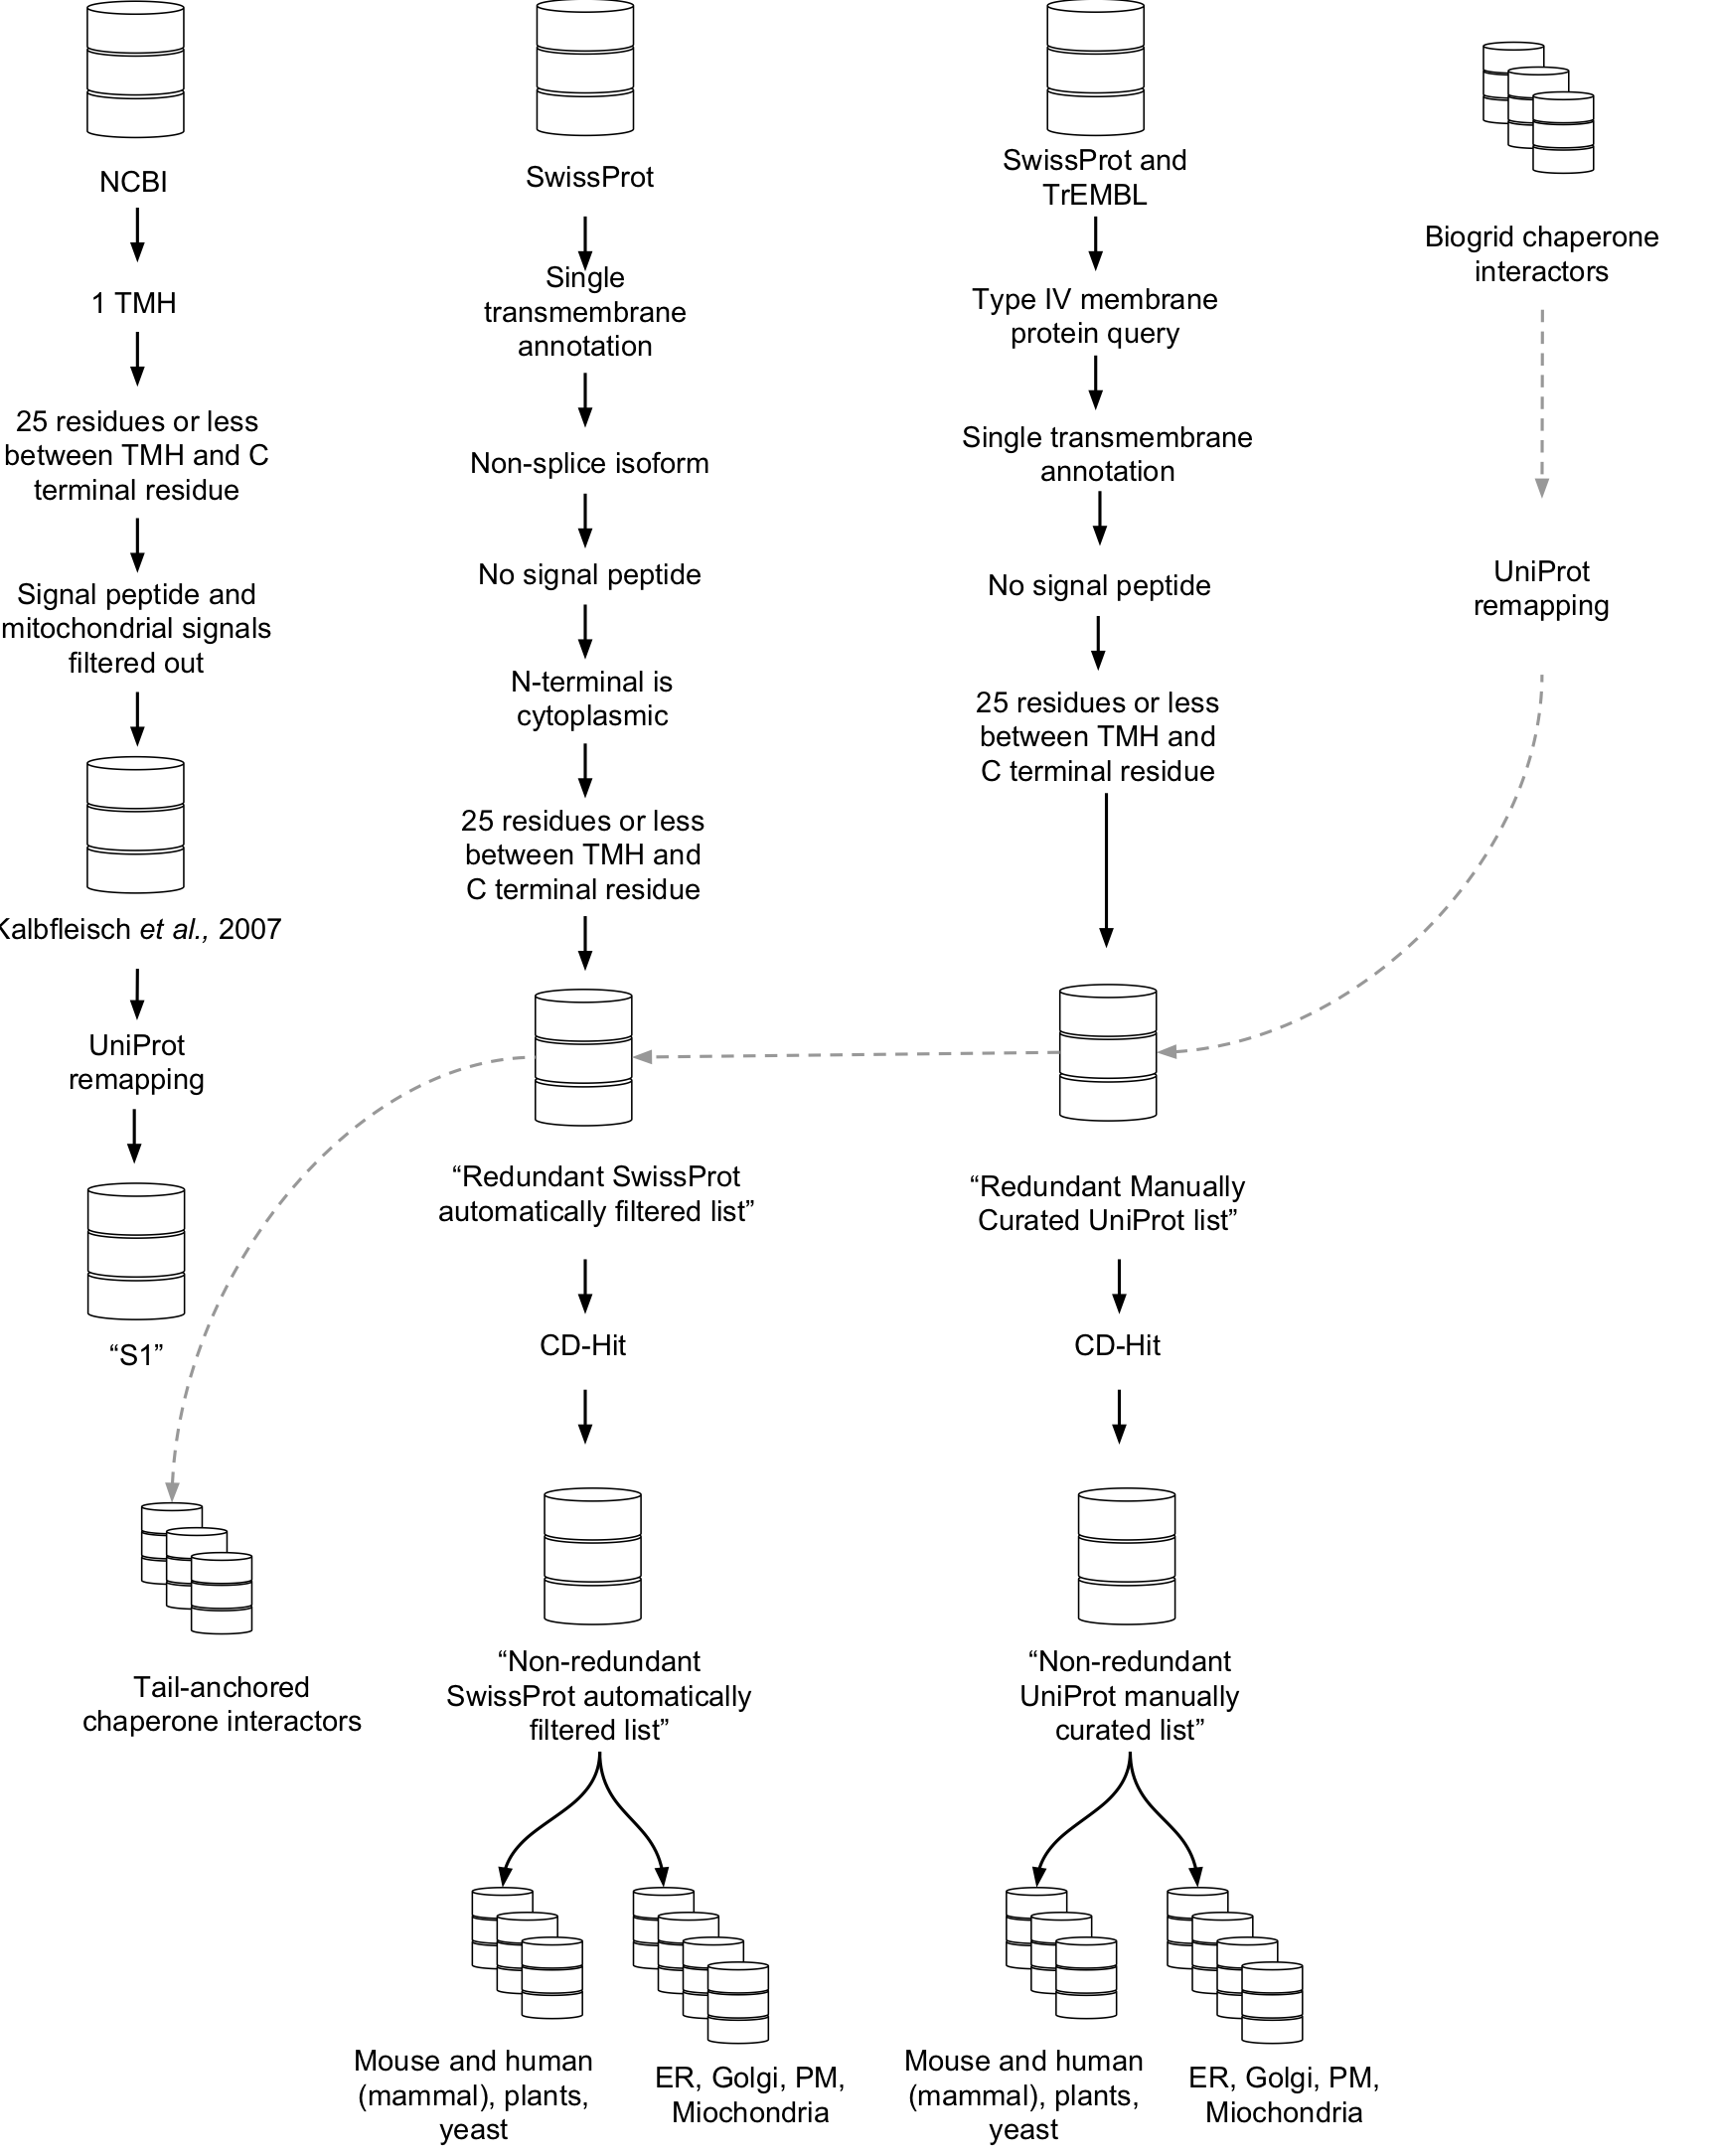 NCBI
1 TMH
25 residues or less
between TMH and C
terminal residue
Signal peptide and
mitochondrial signals
filtered out
Kalbfleisch et al., 2007
UniProt
remapping
“S1”
SwissProt
Single
transmembrane
annotation
Non-splice isoform
No signal peptide
N-terminal is
cytoplasmic
25 residues or less
between TMH and
C terminal residue
“Redundant SwissProt
automatically filtered list”
CD-Hit
“Non-redundant
SwissProt automatically
filtered list”
Mouse and human
(mammal), plants,
yeast
ER, Golgi, PM,
Miochondria
SwissProt and
TrEMBL
Type IV membrane
protein query
Single transmembrane
annotation
No signal peptide
25 residues or less
between TMH and
C terminal residue
“Redundant Manually
Curated UniProt list”
CD-Hit
“Non-redundant
UniProt manually
curated list”
Mouse and human
(mammal), plants,
yeast
ER, Golgi, PM,
Miochondria
Biogrid chaperone
interactors
UniProt
remapping
Tail-anchored
chaperone interactors